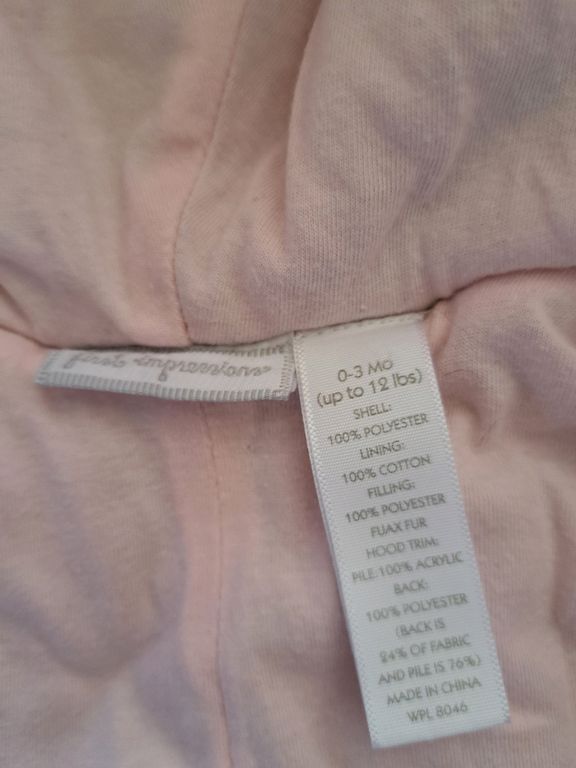 first impressions
0-3 Mo
(up to 12 lbs)
SHELL:
100% POLYESTER
LINING:
100% COTTON
FILLING:
100% POLYESTER
FUAX FUR
HOOD TRIM:
PILE:100% ACRYLIC
BACK:
100% POLYESTER
(BACK IS
24% OF FABRIC
AND PILE IS 76%)
MADE IN CHINA
WPL 8046